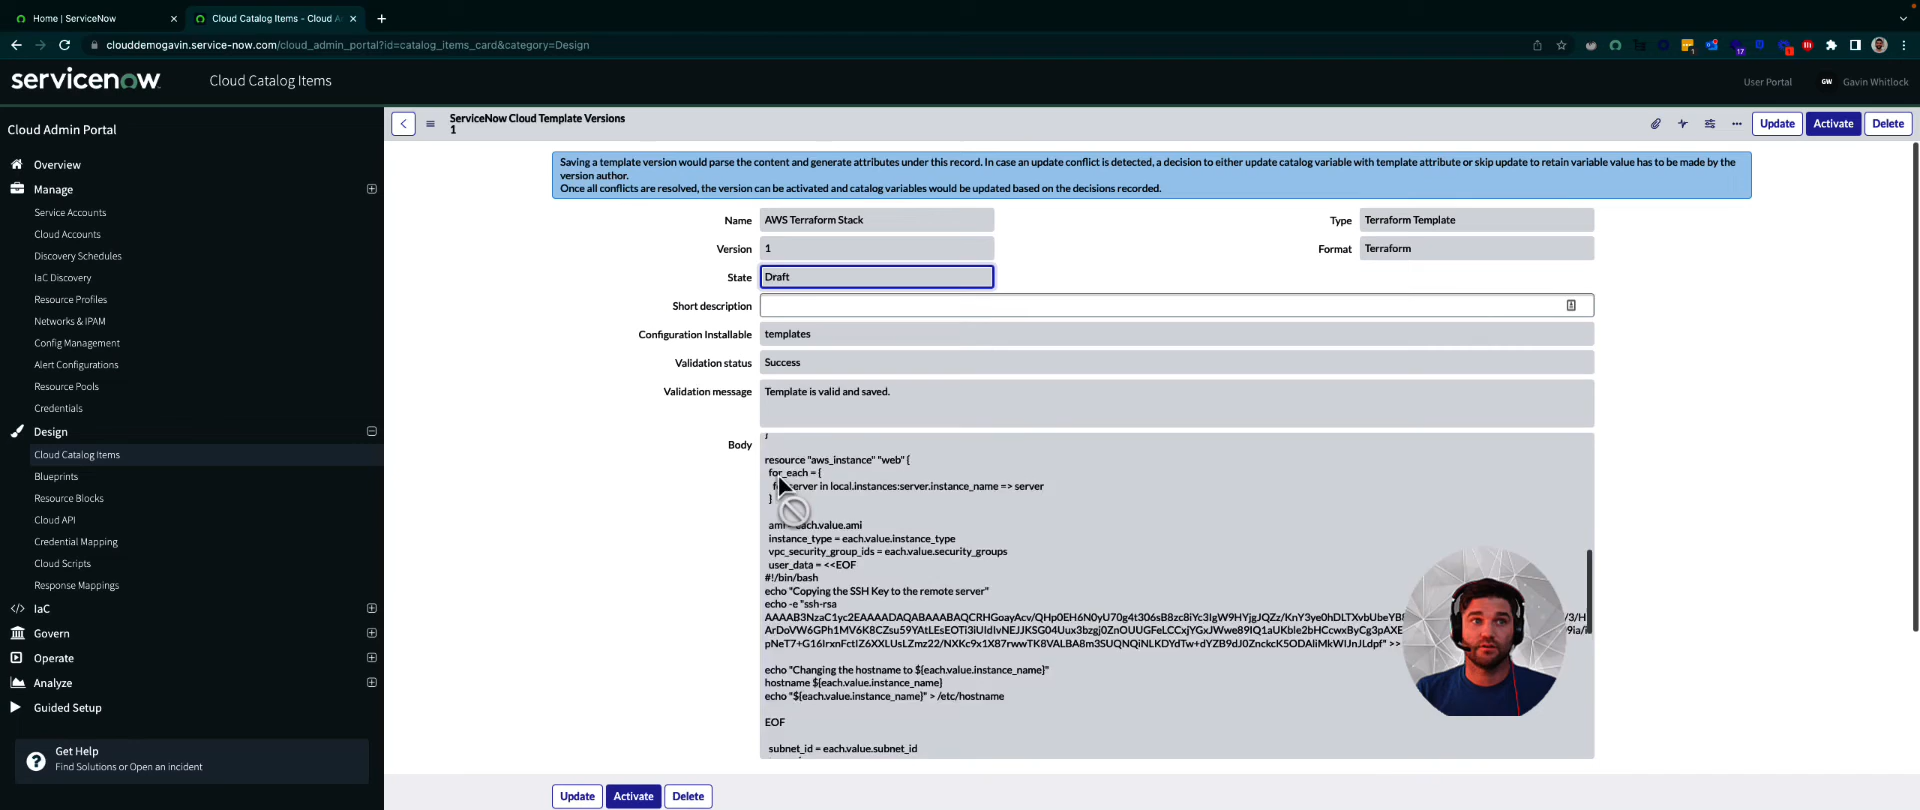 Home | ServiceNow
Cloud Catalog Items - Cloud A
clouddemogavin.service-now.com/cloud_admin_portal?id=catalog_items_card&category=Design
17
servicenow
Cloud Catalog Items
User Portal
GW
Gavin Whitlock
Cloud Admin Portal
Overview
Manage
Service Accounts
Cloud Accounts
Discovery Schedules
IaC Discovery
Resource Profiles
Networks & IPAM
Config Management
Alert Configurations
Resource Pools
Credentials
Design
Cloud Catalog Items
Blueprints
Resource Blocks
Cloud API
Credential Mapping
Cloud Scripts
Response Mappings
IaC
Govern
Operate
Analyze
Guided Setup
Get Help
Find Solutions or Open an incident
ServiceNow Cloud Template Versions
1
Update
Activate
Delete
Saving a template version would parse the content and generate attributes under this record. In case an update conflict is detected, a decision to either update catalog variable with template attribute or skip update to retain variable value has to be made by the
version author.
Once all conflicts are resolved, the version can be activated and catalog variables would be updated based on the decisions recorded.
Name AWS Terraform Stack
Type Terraform Template
Version 1
Format Terraform
State Draft
Short description
Configuration Installable templates
Validation status Success
Validation message Template is valid and saved.
Body
}
resource "aws_instance" "web" {
for_each = {
server in local.instances:server.instance_name => server
}
each.value.ami
instance_type = each.value.instance_type
vpc_security_group_ids = each.value.security_groups
user_data = <<EOF
#!/bin/bash
echo "Copying the SSH Key to the remote server"
echo -e "ssh-rsa
echo "Changing the hostname to ${each.value.instance_name}"
hostname ${each.value.instance_name}
echo "${each.value.instance_name}" > /etc/hostname
EOF
subnet_id = each.value.subnet_id
Update
Activate
Delete